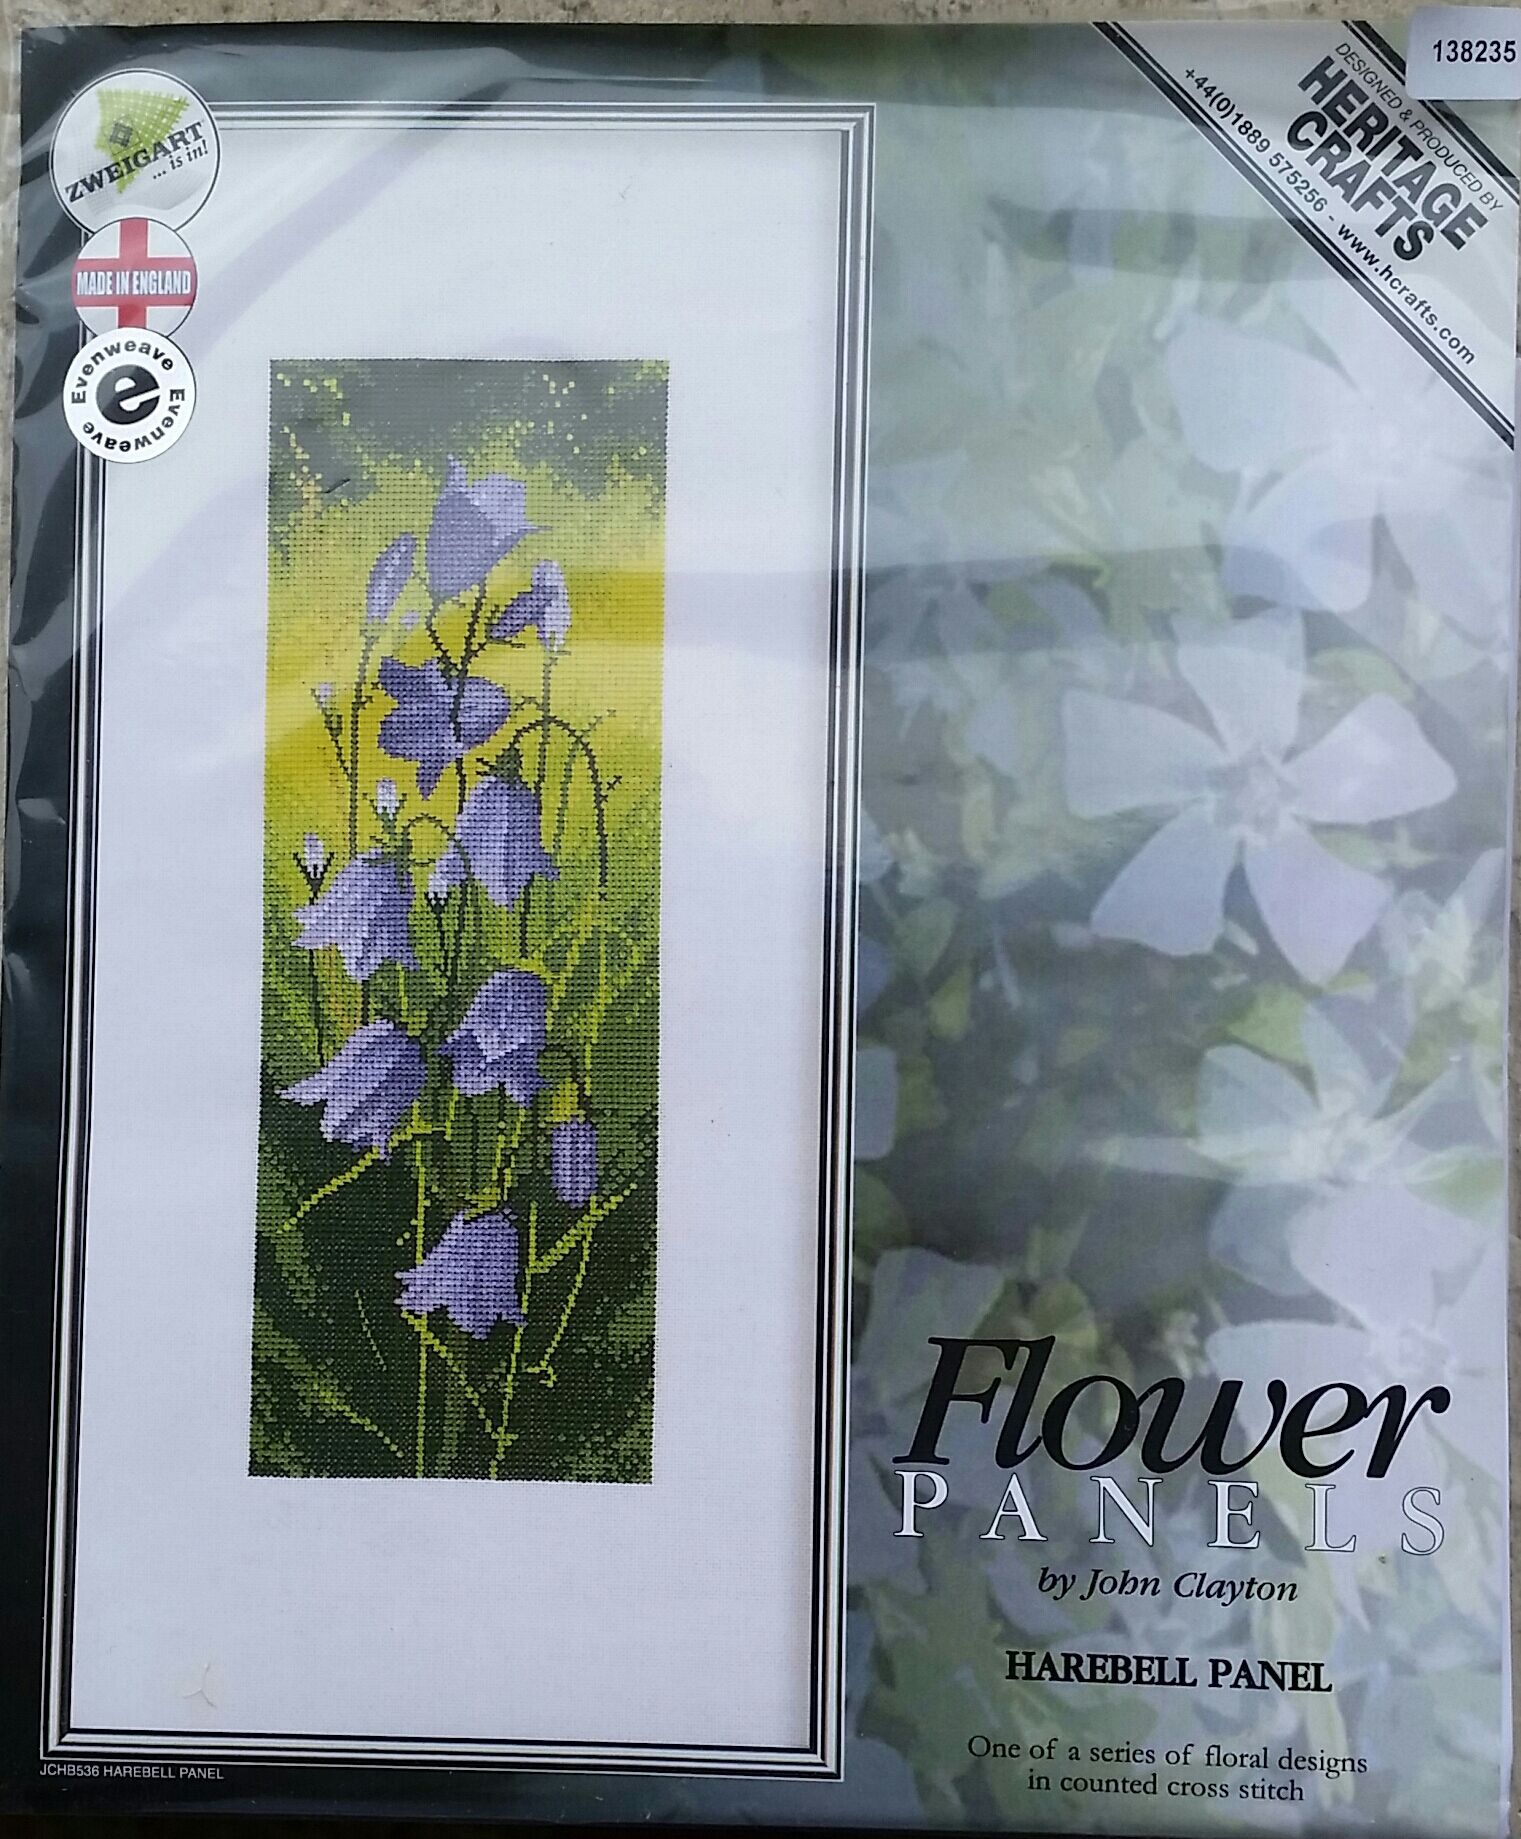 138235
DESIGNED & PRODUCED BY
HERITAGE
CRAFTS
+44(0)1889 575256 - www.hcrafts.com
ZWEIGART
... is in!
MADE IN ENGLAND
Evenweave Evenweave
e
Flower
PANELS
by John Clayton
HAREBELL PANEL
One of a series of floral designs
in counted cross stitch
JCHB536 HAREBELL PANEL